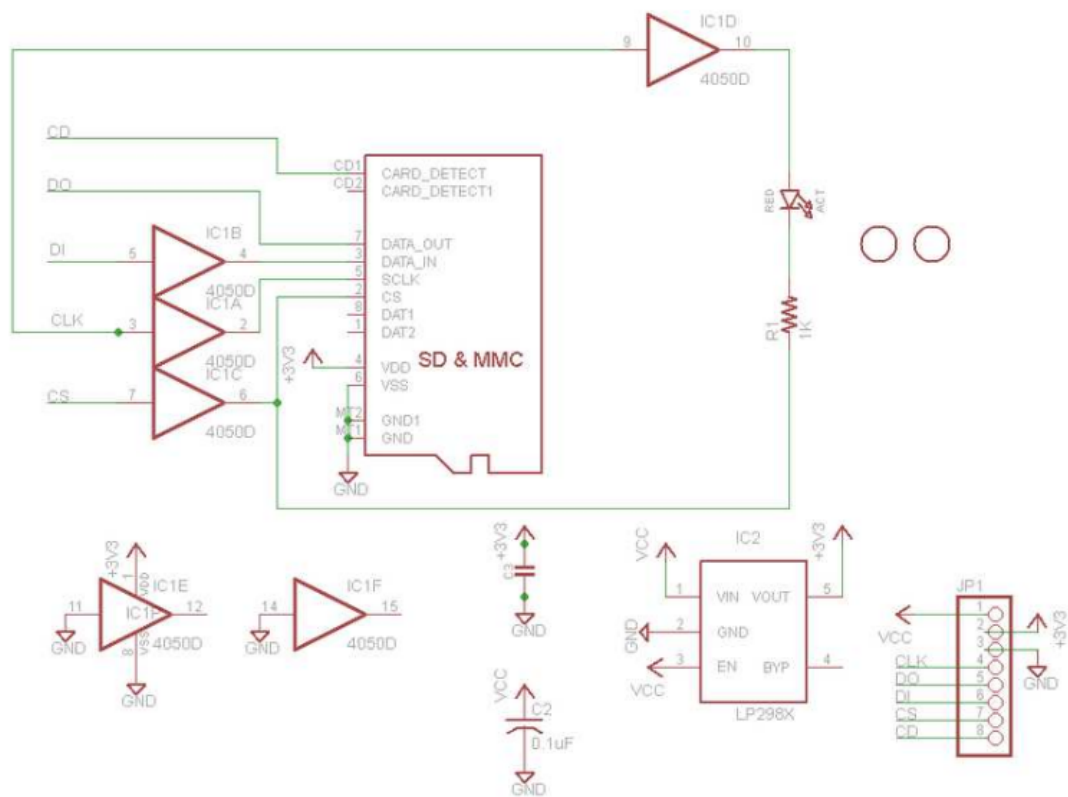 IC1D
9
10
4050D
CD
CD1
CARD_DETECT
CD2
CARD_DETECT1
DO
RED
ACT
IC1B
7
DATA_OUT
DI
5
4
3
DATA_IN
4050D
5
SCLK
IC1A
2
CS
CLK
3
2
8
DAT1
1
DAT2
R1
1K
4050D
IC1C
+3V3
4
VDD
SD & MMC
6
VSS
CS
7
6
4050D
MT2
GND1
MT1
GND
GND
+3V3
1
VDD
IC1E
11
IC1P
12
4050D
GND
VSS
8
GND
IC1F
14
15
4050D
GND
+3V3
C3
GND
VCC
C2
0.1uF
GND
IC2
VCC
+3V3
1
VIN
VOUT
5
GND
2
GND
3
EN
BYP
4
VCC
LP298X
JP1
1
VCC
2
+3V3
3
GND
CLK
4
DO
5
DI
6
CS
7
CD
8